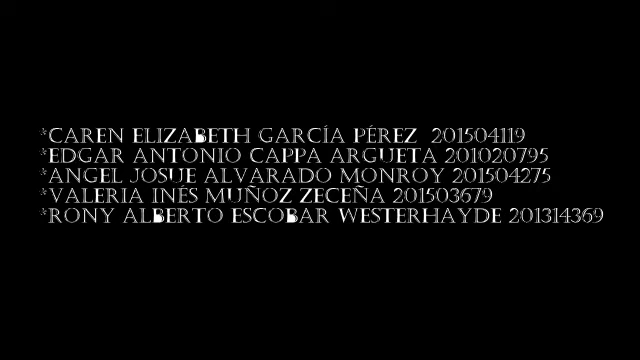 *CAREN ELIZABETH GARCÍA PÉREZ 201504119
*EDGAR ANTONIO CAPPA ARGUETA 201020795
*ANGEL JOSUE ALVARADO MONROY 201504275
*VALERIA INÉS MUÑOZ ZECEÑA 201503679
*RONY ALBERTO ESCOBAR WESTERHAYDE 201314369